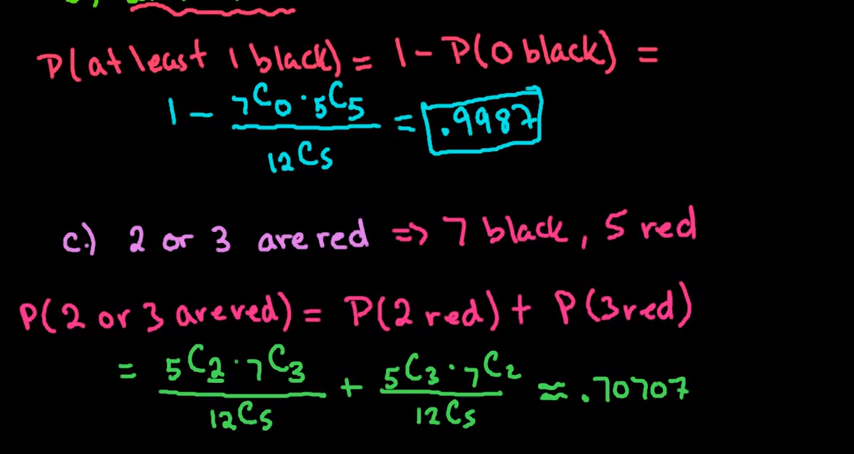 P(at least 1 black) = 1 - P(0 black) =
1 - 7C0 · 5C5 / 12C5 = .9987
c.) 2 or 3 are red => 7 black, 5 red
P(2 or 3 are red) = P(2 red) + P(3 red)
= 5C2 · 7C3 / 12C5 + 5C3 · 7C2 / 12C5 ≈ .70707